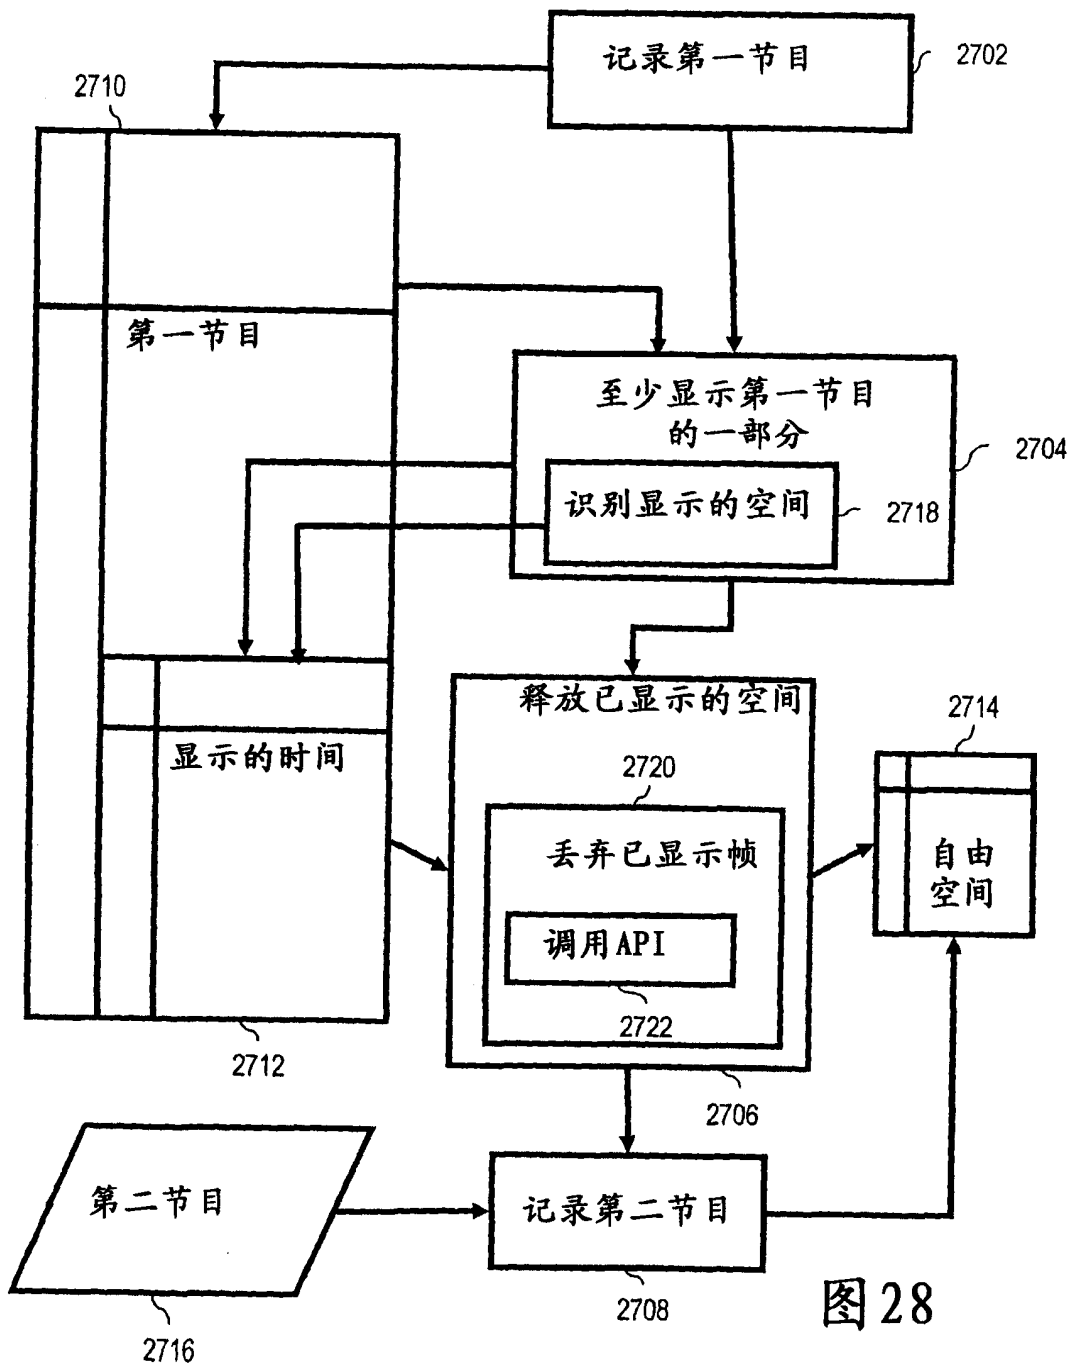 记录第一节目
2702
2710
第一节目
至少显示第一节目
的一部分
2704
识别显示的空间
2718
释放已显示的空间
2714
显示的时间
2720
丢弃已显示帧
自由
空间
调用API
2722
2712
2706
第二节目
记录第二节目
2708
2716
图28